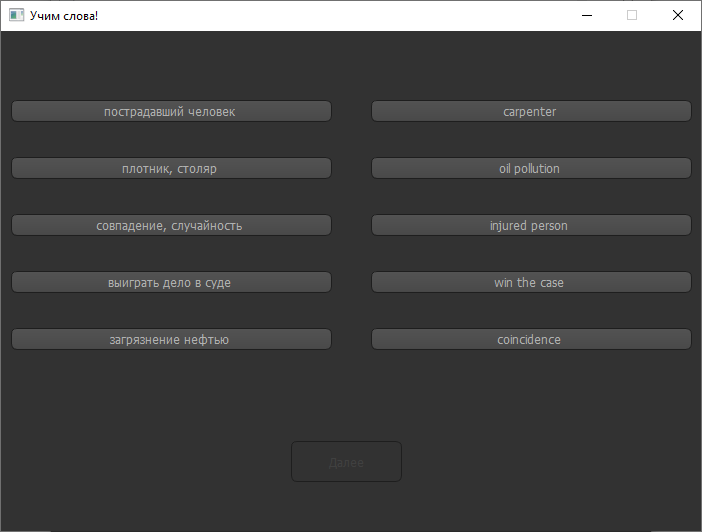 Учим слова!
пострадавший человек
carpenter
плотник, столяр
oil pollution
совпадение, случайность
injured person
выиграть дело в суде
win the case
загрязнение нефтью
coincidence
Далее